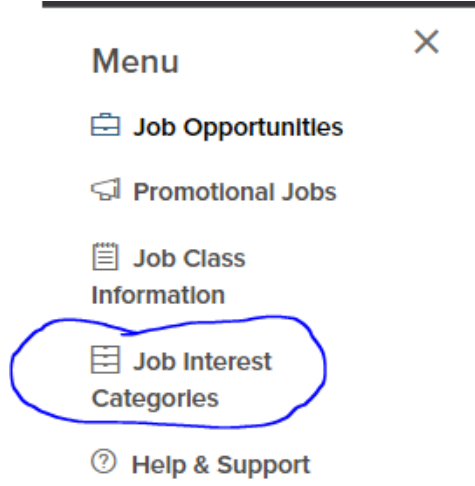 Menu
Job Opportunities
Promotional Jobs
Job Class
Information
Job Interest
Categories
Help & Support